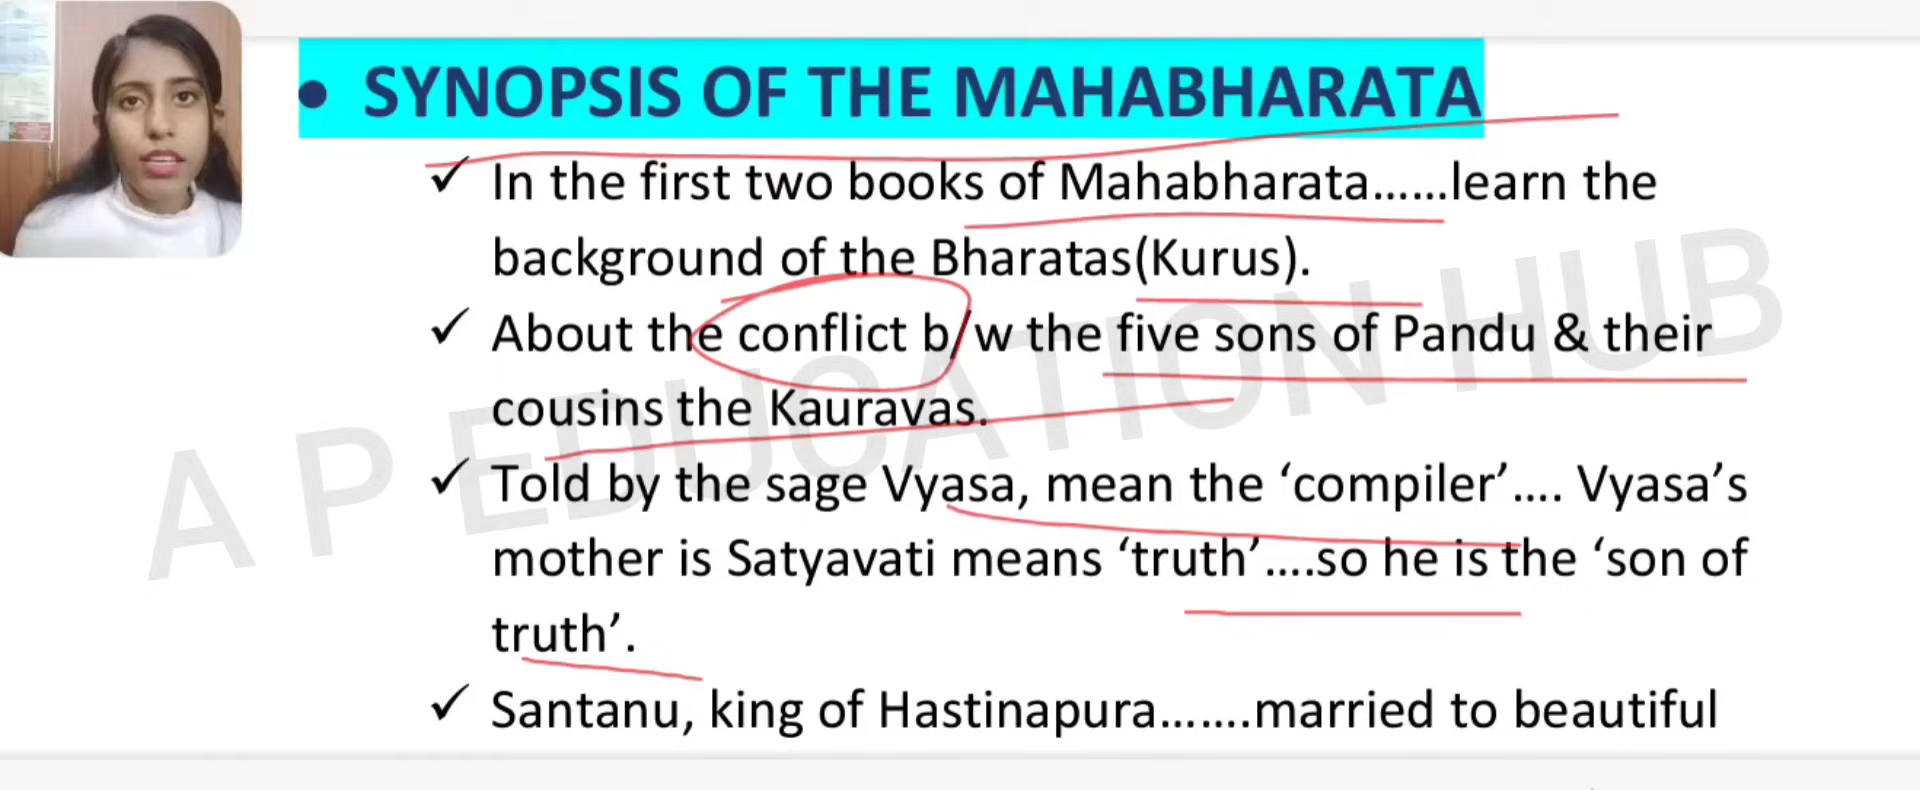 • SYNOPSIS OF THE MAHABHARATA
✓ In the first two books of Mahabharata......learn the
background of the Bharatas(Kurus).
✓ About the conflict b/w the five sons of Pandu & their
cousins the Kauravas.
✓ Told by the sage Vyasa, mean the ‘compiler’.... Vyasa’s
mother is Satyavati means ‘truth’....so he is the ‘son of
truth’.
✓ Santanu, king of Hastinapura.......married to beautiful
A P EDUCATION HUB